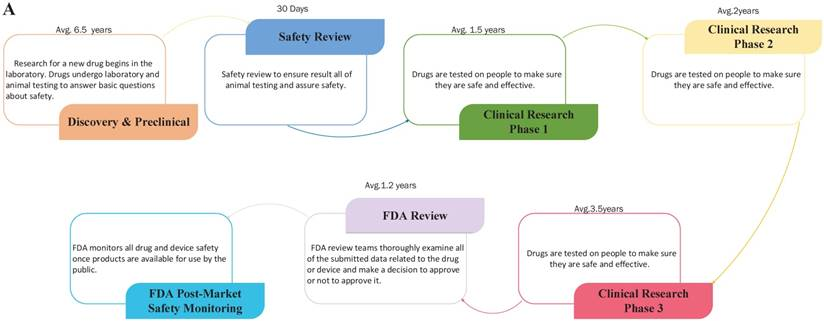 A
Avg. 6.5 years
Research for a new drug begins in the
laboratory. Drugs undergo laboratory and
animal testing to answer basic questions
about safety.
Discovery & Preclinical
30 Days
Safety Review
Safety review to ensure result all of
animal testing and assure safety.
Avg. 1.5 years
Drugs are tested on people to make sure
they are safe and effective.
Clinical Research
Phase 1
Avg.2years
Clinical Research
Phase 2
Drugs are tested on people to make sure
they are safe and effective.
Avg.3.5years
Drugs are tested on people to make sure
they are safe and effective.
Clinical Research
Phase 3
Avg.1.2 years
FDA Review
FDA review teams thoroughly examine all
of the submitted data related to the drug
or device and make a decision to approve
or not to approve it.
FDA monitors all drug and device safety
once products are available for use by the
public.
FDA Post-Market
Safety Monitoring